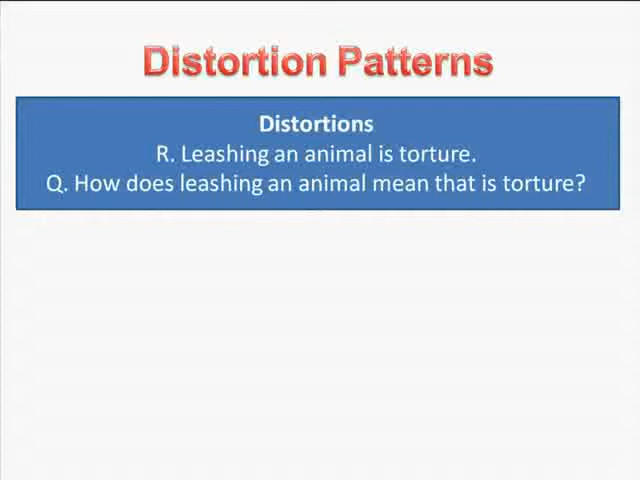 Distortion Patterns
Distortions
R. Leashing an animal is torture.
Q. How does leashing an animal mean that is torture?